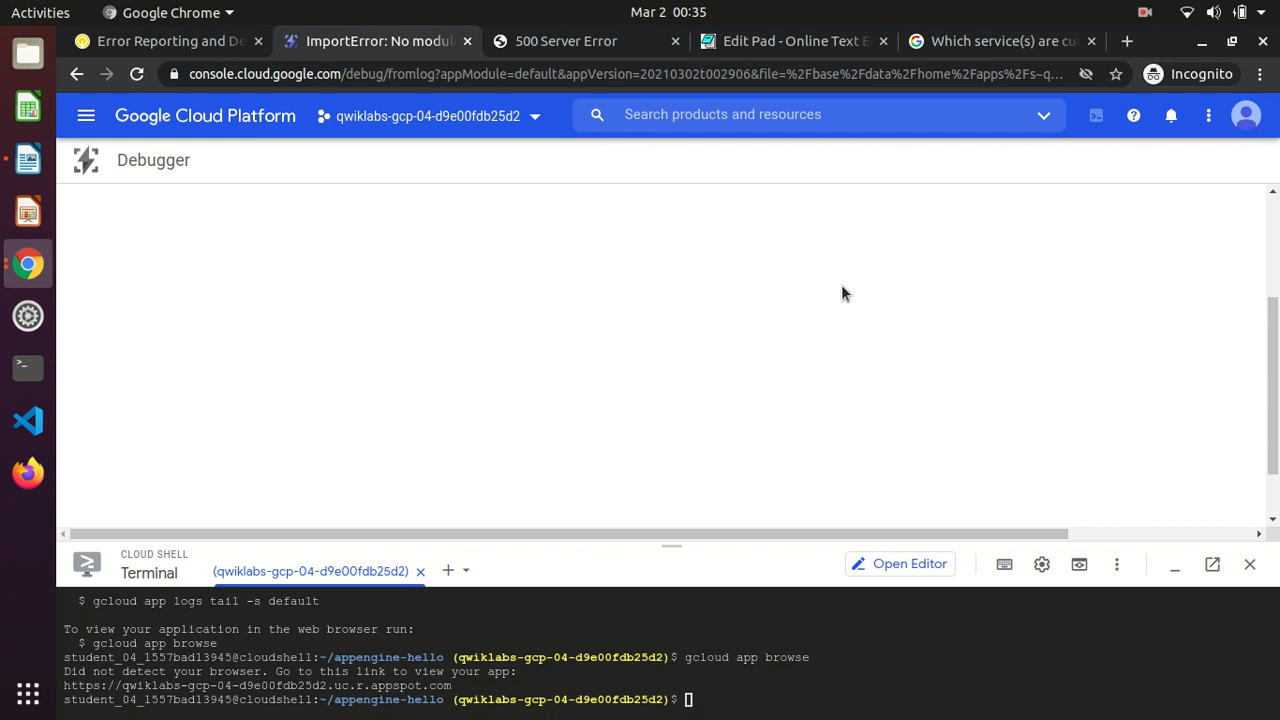 Activities
Google Chrome
Mar 2 00:35
Error Reporting and De
ImportError: No modul
500 Server Error
Edit Pad - Online Text E
Which service(s) are cu
console.cloud.google.com/debug/fromlog?appModule=default&appVersion=20210302t002906&file=%2Fbase%2Fdata%2Fhome%2Fapps%2Fs~q...
Incognito
Google Cloud Platform
qwiklabs-gcp-04-d9e00fdb25d2
Search products and resources
Debugger
CLOUD SHELL
Terminal
(qwiklabs-gcp-04-d9e00fdb25d2)
Open Editor
$ gcloud app logs tail -s default
To view your application in the web browser run:
$ gcloud app browse
student_04_1557bad13945@cloudshell:~/appengine-hello (qwiklabs-gcp-04-d9e00fdb25d2)$ gcloud app browse
Did not detect your browser. Go to this link to view your app:
https://qwiklabs-gcp-04-d9e00fdb25d2.uc.r.appspot.com
student_04_1557bad13945@cloudshell:~/appengine-hello (qwiklabs-gcp-04-d9e00fdb25d2)$